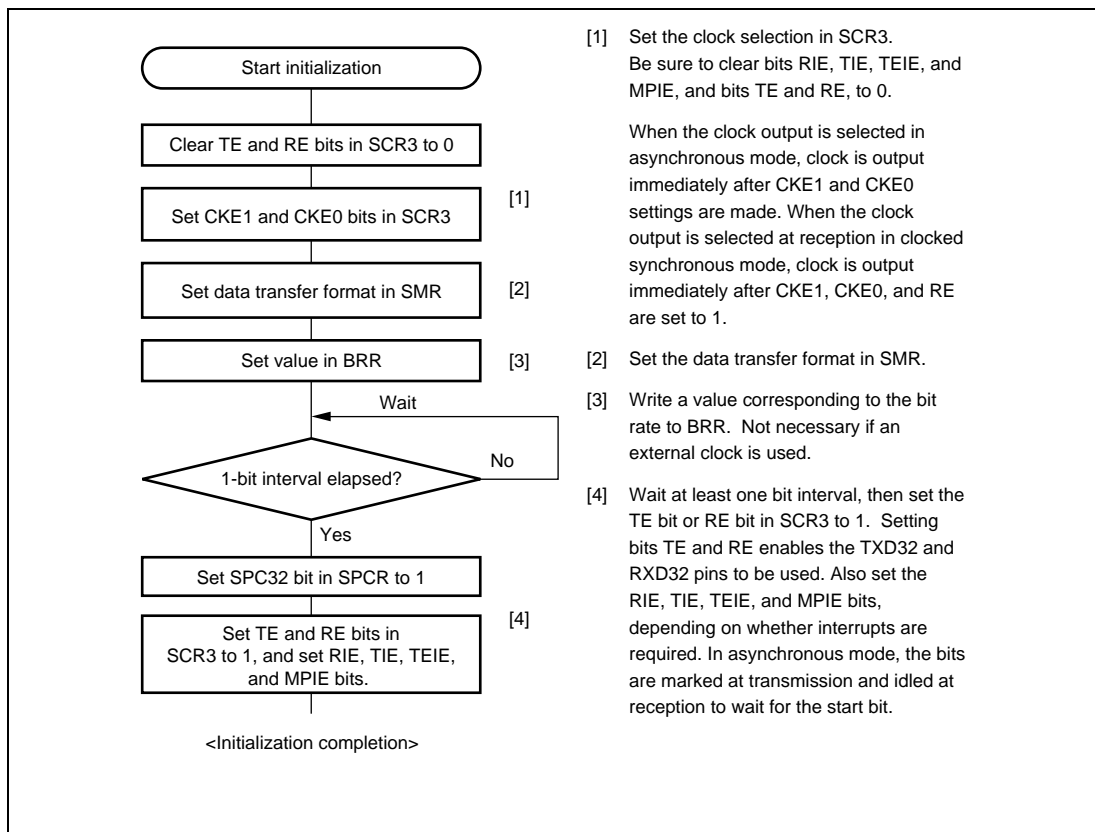 Start initialization
Clear TE and RE bits in SCR3 to 0
Set CKE1 and CKE0 bits in SCR3
[1]
Set data transfer format in SMR
[2]
Set value in BRR
[3]
Wait
No
1-bit interval elapsed?
Yes
Set SPC32 bit in SPCR to 1
[4]
Set TE and RE bits in
SCR3 to 1, and set RIE, TIE, TEIE,
and MPIE bits.
<Initialization completion>
[1] Set the clock selection in SCR3.
Be sure to clear bits RIE, TIE, TEIE, and
MPIE, and bits TE and RE, to 0.
When the clock output is selected in
asynchronous mode, clock is output
immediately after CKE1 and CKE0
settings are made. When the clock
output is selected at reception in clocked
synchronous mode, clock is output
immediately after CKE1, CKE0, and RE
are set to 1.
[2] Set the data transfer format in SMR.
[3] Write a value corresponding to the bit
rate to BRR. Not necessary if an
external clock is used.
[4] Wait at least one bit interval, then set the
TE bit or RE bit in SCR3 to 1. Setting
bits TE and RE enables the TXD32 and
RXD32 pins to be used. Also set the
RIE, TIE, TEIE, and MPIE bits,
depending on whether interrupts are
required. In asynchronous mode, the bits
are marked at transmission and idled at
reception to wait for the start bit.